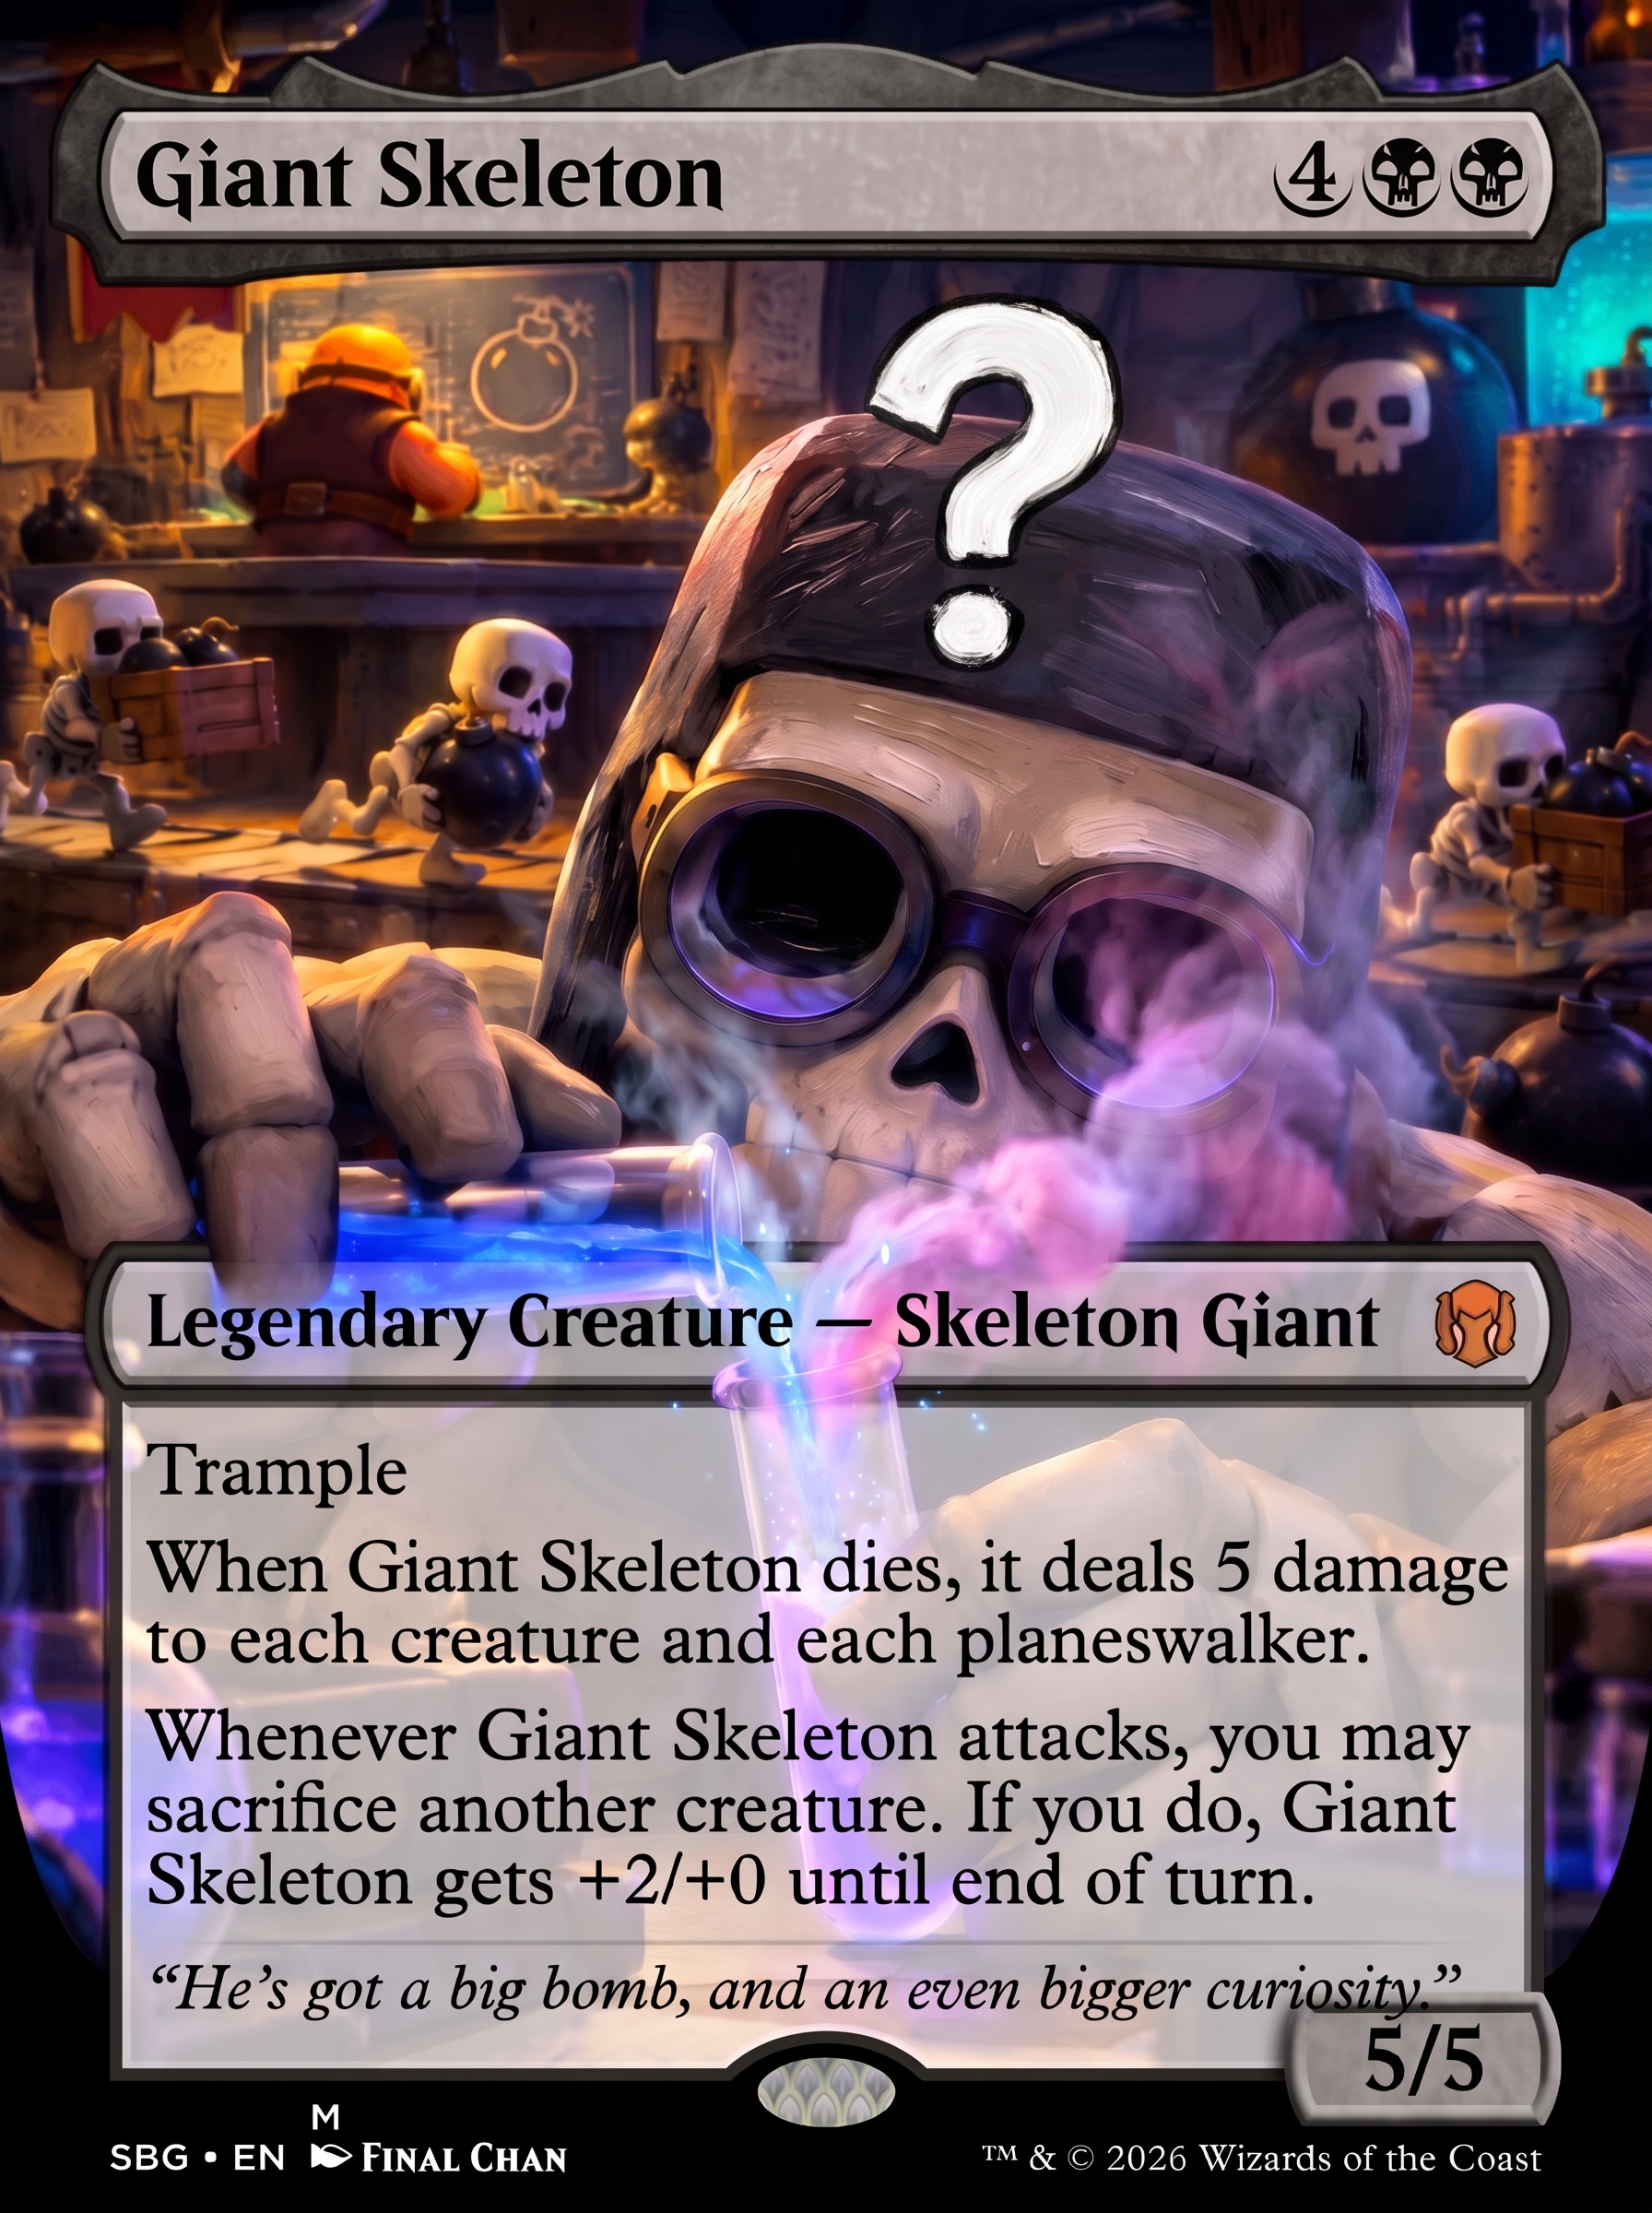 Giant Skeleton 4
?
Legendary Creature — Skeleton Giant
Trample
When Giant Skeleton dies, it deals 5 damage
to each creature and each planeswalker.
Whenever Giant Skeleton attacks, you may
sacrifice another creature. If you do, Giant
Skeleton gets +2/+0 until end of turn.
“He’s got a big bomb, and an even bigger curiosity.”
5/5
M
SBG • EN FINAL CHAN
™ & © 2026 Wizards of the Coast